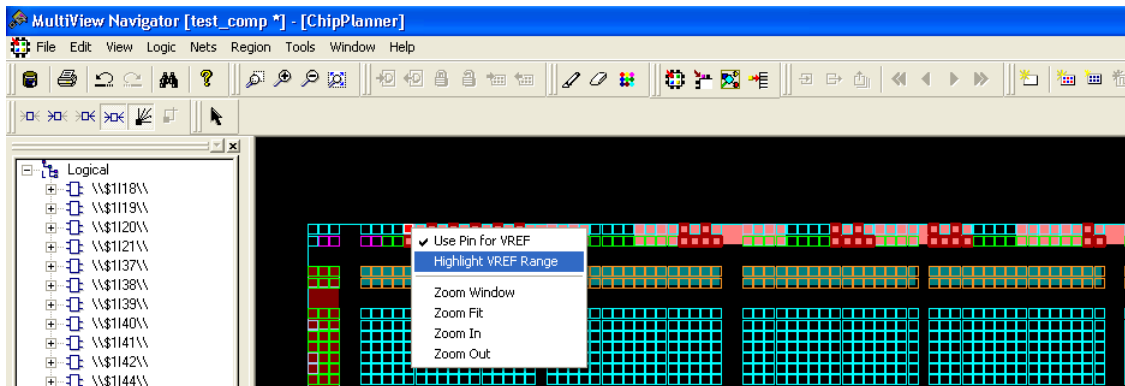 MultiView Navigator [test_comp *] - [ChipPlanner]
File Edit View Logic Nets Region Tools Window Help
Logical
\\$1I18\\
\\$1I19\\
\\$1I20\\
\\$1I21\\
\\$1I37\\
\\$1I38\\
\\$1I39\\
\\$1I40\\
\\$1I41\\
\\$1I42\\
\\$1I44\\
Use Pin for VREF
Highlight VREF Range
Zoom Window
Zoom Fit
Zoom In
Zoom Out